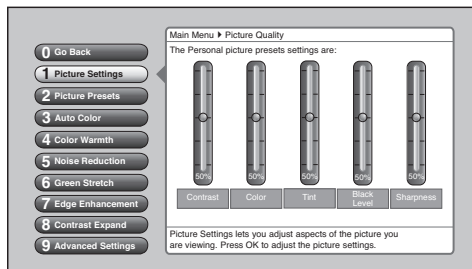 Main Menu ▸ Picture Quality
The Personal picture presets settings are:
0 Go Back
1 Picture Settings
2 Picture Presets
3 Auto Color
4 Color Warmth
5 Noise Reduction
6 Green Stretch
7 Edge Enhancement
8 Contrast Expand
9 Advanced Settings
50% 50% 50% 50% 50%
Contrast Color Tint Black Level Sharpness
Picture Settings lets you adjust aspects of the picture you
are viewing. Press OK to adjust the picture settings.